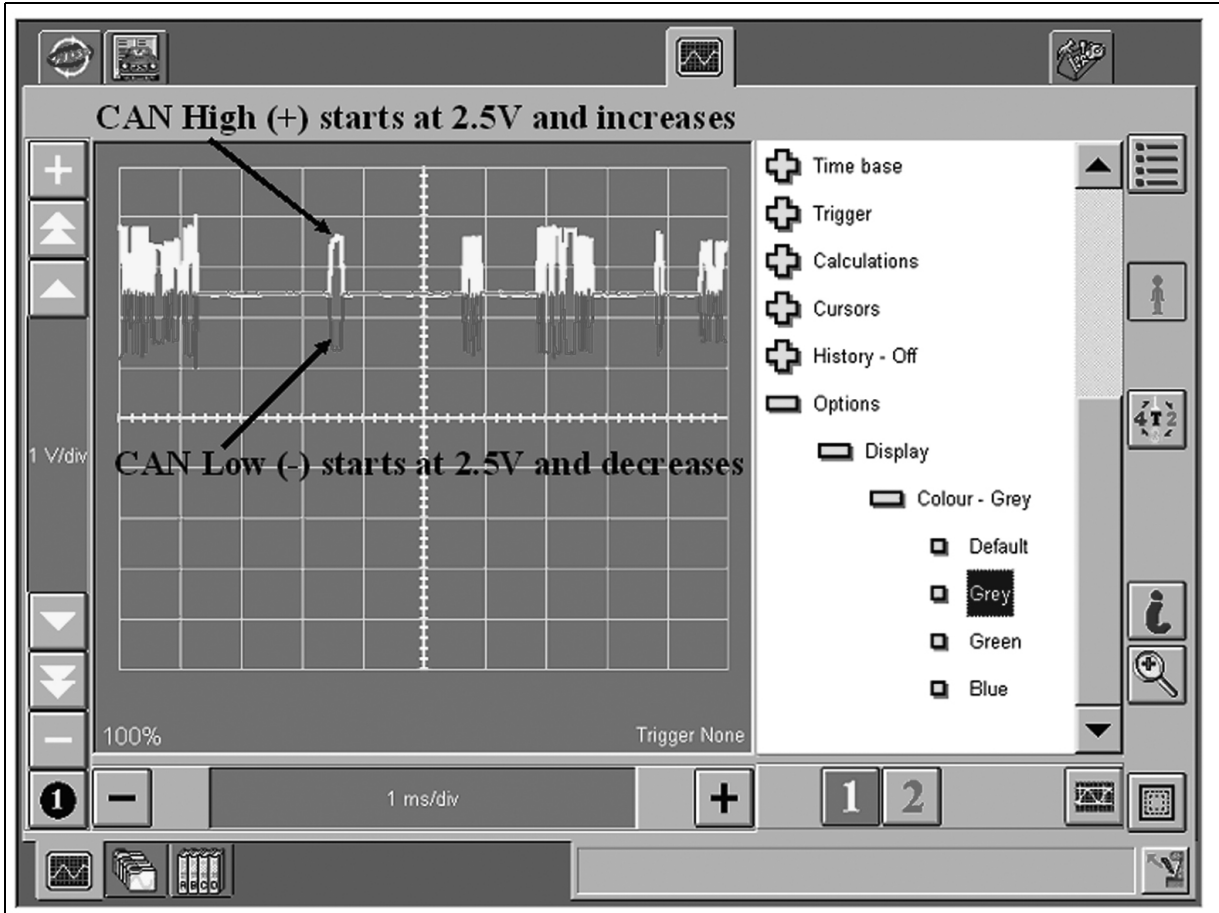 CAN High (+) starts at 2.5V and increases
Time base
Trigger
Calculations
Cursors
History - Off
Options
Display
Colour - Grey
Default
Grey
Green
Blue
1 V/div
CAN Low (-) starts at 2.5V and decreases
4T2
100%
Trigger None
1
1 ms/div
1 2
A B C D